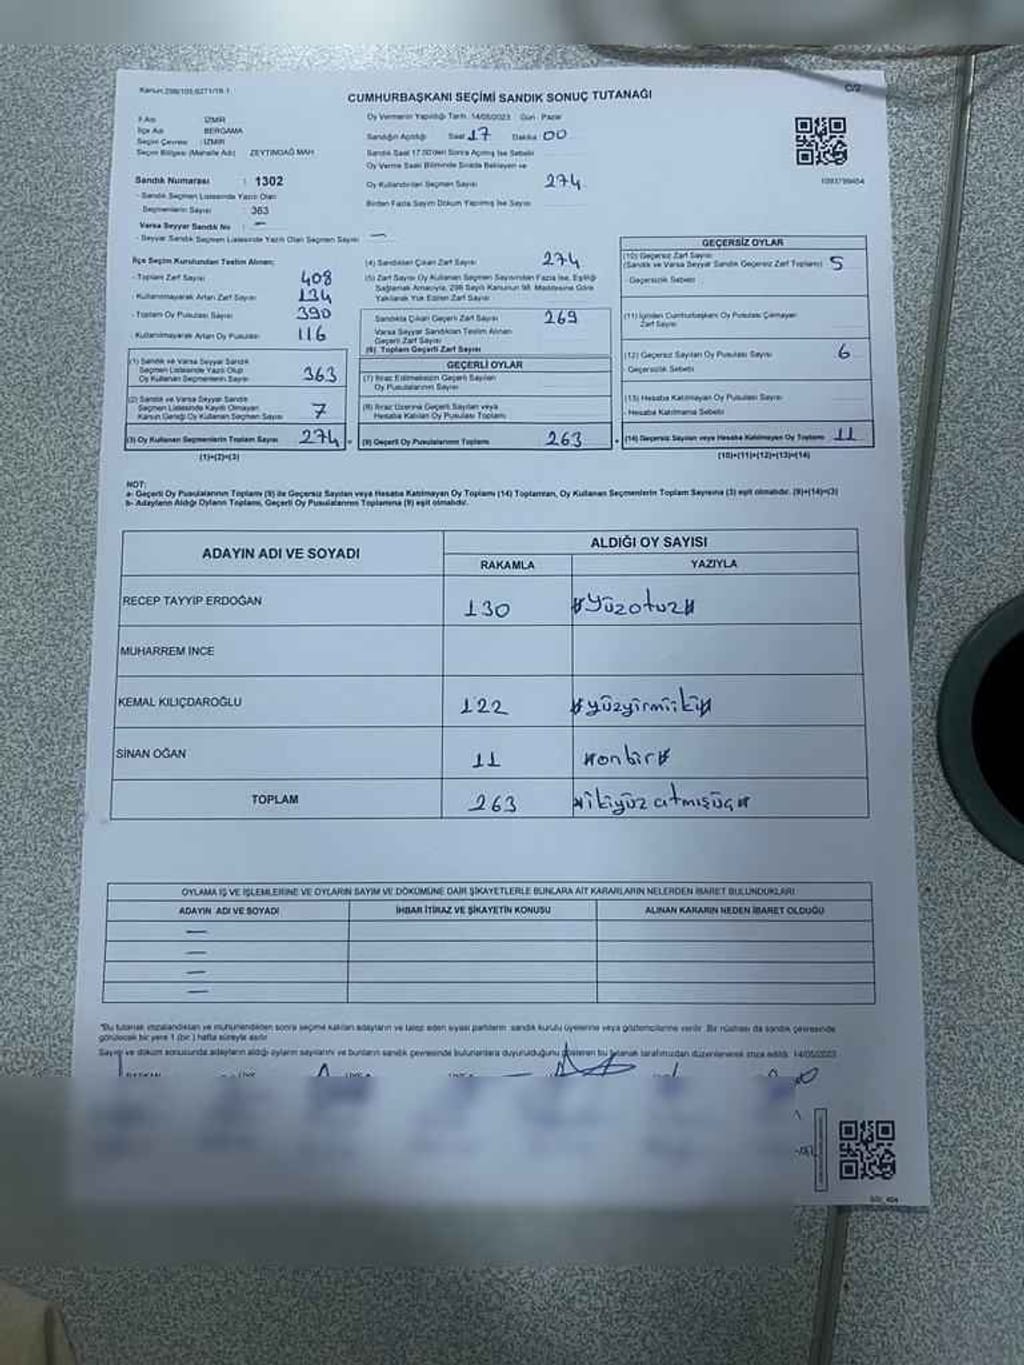 Kanun:298/105,6271/19-1
CUMHURBAŞKANI SEÇİMİ SANDIK SONUÇ TUTANAĞI
İl Adı İZMİR
İlçe Adı BERGAMA
Seçim Çevresi İZMİR
Seçim Bölgesi (Mahalle Adı) ZEYTİNDAĞ MAH
Sandık Numarası : 1302
- Sandık Seçmen Listesinde Yazılı Olan
Seçmenlerin Sayısı 363
Varsa Seyyar Sandık No : —
- Seyyar Sandık Seçmen Listesinde Yazılı Olan Seçmen Sayısı —
Oy Vermenin Yapıldığı Tarih: 14/05/2023 Gün: Pazar
Sandığın Açıldığı Saat 17 Dakika 00
Sandık Saat 17.00'den Sonra Açılmış İse Sebebi
Oy Verme Saati Bitiminde Sırada Bekleyen ve
Oy Kullandırılan Seçmen Sayısı 274
Birden Fazla Sayım Döküm Yapılmış İse Sayısı
İlçe Seçim Kurulundan Teslim Alınan;
- Toplam Zarf Sayısı 408
- Kullanılmayarak Artan Zarf Sayısı 134
- Toplam Oy Pusulası Sayısı 390
- Kullanılmayarak Artan Oy Pusulası 116
(1) Sandık ve Varsa Seyyar Sandık
Seçmen Listesinde Yazılı Olup
Oy Kullanan Seçmenlerin Sayısı 363
(2) Sandık ve Varsa Seyyar Sandık
Seçmen Listesinde Kayıtlı Olmayan
Kanun Gereği Oy Kullanan Seçmen Sayısı 7
(3) Oy Kullanan Seçmenlerin Toplam Sayısı 274 =
(1)+(2)=(3)
(4) Sandıktan Çıkan Zarf Sayısı 274
(5) Zarf Sayısı Oy Kullanan Seçmen Sayısından Fazla İse, Eşitliği
Sağlamak Amacıyla, 298 Sayılı Kanunun 98. Maddesine Göre
Yakılarak Yok Edilen Zarf Sayısı
Sandıkta Çıkan Geçerli Zarf Sayısı 269
Varsa Seyyar Sandıktan Teslim Alınan
Geçerli Zarf Sayısı
(6) Toplam Geçerli Zarf Sayısı
GEÇERLİ OYLAR
(7) İtiraz Edilmeksizin Geçerli Sayılan
Oy Pusulalarının Sayısı
(8) İtiraz Üzerine Geçerli Sayılan veya
Hesaba Katılan Oy Pusulası Toplamı
(9) Geçerli Oy Pusulalarının Toplamı 263 +
GEÇERSİZ OYLAR
(10) Geçersiz Zarf Sayısı
(Sandık ve Varsa Seyyar Sandık Geçersiz Zarf Toplamı) 5
- Geçersizlik Sebebi
(11) İçinden Cumhurbaşkanı Oy Pusulası Çıkmayan
Zarf Sayısı
(12) Geçersiz Sayılan Oy Pusulası Sayısı 6
- Geçersizlik Sebebi
(13) Hesaba Katılmayan Oy Pusulası Sayısı
- Hesaba Katılmama Sebebi
(14) Geçersiz Sayılan veya Hesaba Katılmayan Oy Toplamı 11
(10)+(11)+(12)+(13)=(14)
NOT:
a- Geçerli Oy Pusulalarının Toplamı (9) ile Geçersiz Sayılan veya Hesaba Katılmayan Oy Toplamı (14) Toplamları, Oy Kullanan Seçmenlerin Toplam Sayısına (3) eşit olmalıdır. (9)+(14)=(3)
b- Adayların Aldığı Oyların Toplamı, Geçerli Oy Pusulalarının Toplamına (9) eşit olmalıdır.
ADAYIN ADI VE SOYADI
ALDIĞI OY SAYISI
RAKAMLA YAZIYLA
RECEP TAYYİP ERDOĞAN 130 #yüzotuz#
MUHARREM İNCE
KEMAL KILIÇDAROĞLU 122 #yüzyirmiiki#
SİNAN OĞAN 11 #onbir#
TOPLAM 263 #ikiyüz atmışüç#
OYLAMA İŞ VE İŞLEMLERİNE VE OYLARIN SAYIM VE DÖKÜMÜNE DAİR ŞİKAYETLERLE BUNLARA AİT KARARLARIN NELERDEN İBARET BULUNDUKLARI
ADAYIN ADI VE SOYADI İHBAR İTİRAZ VE ŞİKAYETİN KONUSU ALINAN KARARIN NEDEN İBARET OLDUĞU
—
—
—
—
*Bu tutanak imzalandıktan ve mühürlendikten sonra seçime katılan adayların ve talep eden siyasi partilerin sandık kurulu üyelerine veya gözlemcilerine verilir. Bir nüshası da sandık çevresinde
görülecek bir yere 1 (bir) hafta süreyle asılır.
Sayım ve döküm sonucunda adayların aldığı oyların sayılarını ve bunların sandık çevresinde bulunanlara duyurulduğunu gösteren bu tutanak tarafımızdan düzenlenerek imza edildi. 14/05/2023
BAŞKAN